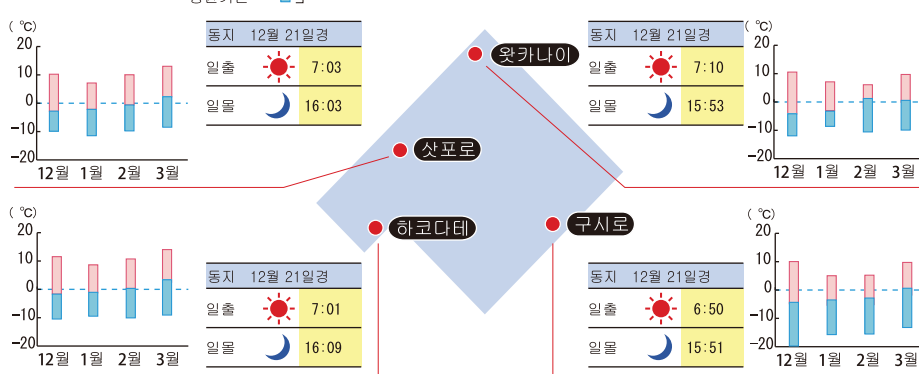 ( ℃)
20
10
0
-10
-20
12월 1월 2월 3월
동지 12월 21일경
일출 7:03
일몰 16:03
왓카나이
삿포로
하코다테
구시로
동지 12월 21일경
일출 7:10
일몰 15:53
( ℃)
20
10
0
-10
-20
12월 1월 2월 3월
( ℃)
20
10
0
-10
-20
12월 1월 2월 3월
동지 12월 21일경
일출 7:01
일몰 16:09
동지 12월 21일경
일출 6:50
일몰 15:51
( ℃)
20
10
0
-10
-20
12월 1월 2월 3월